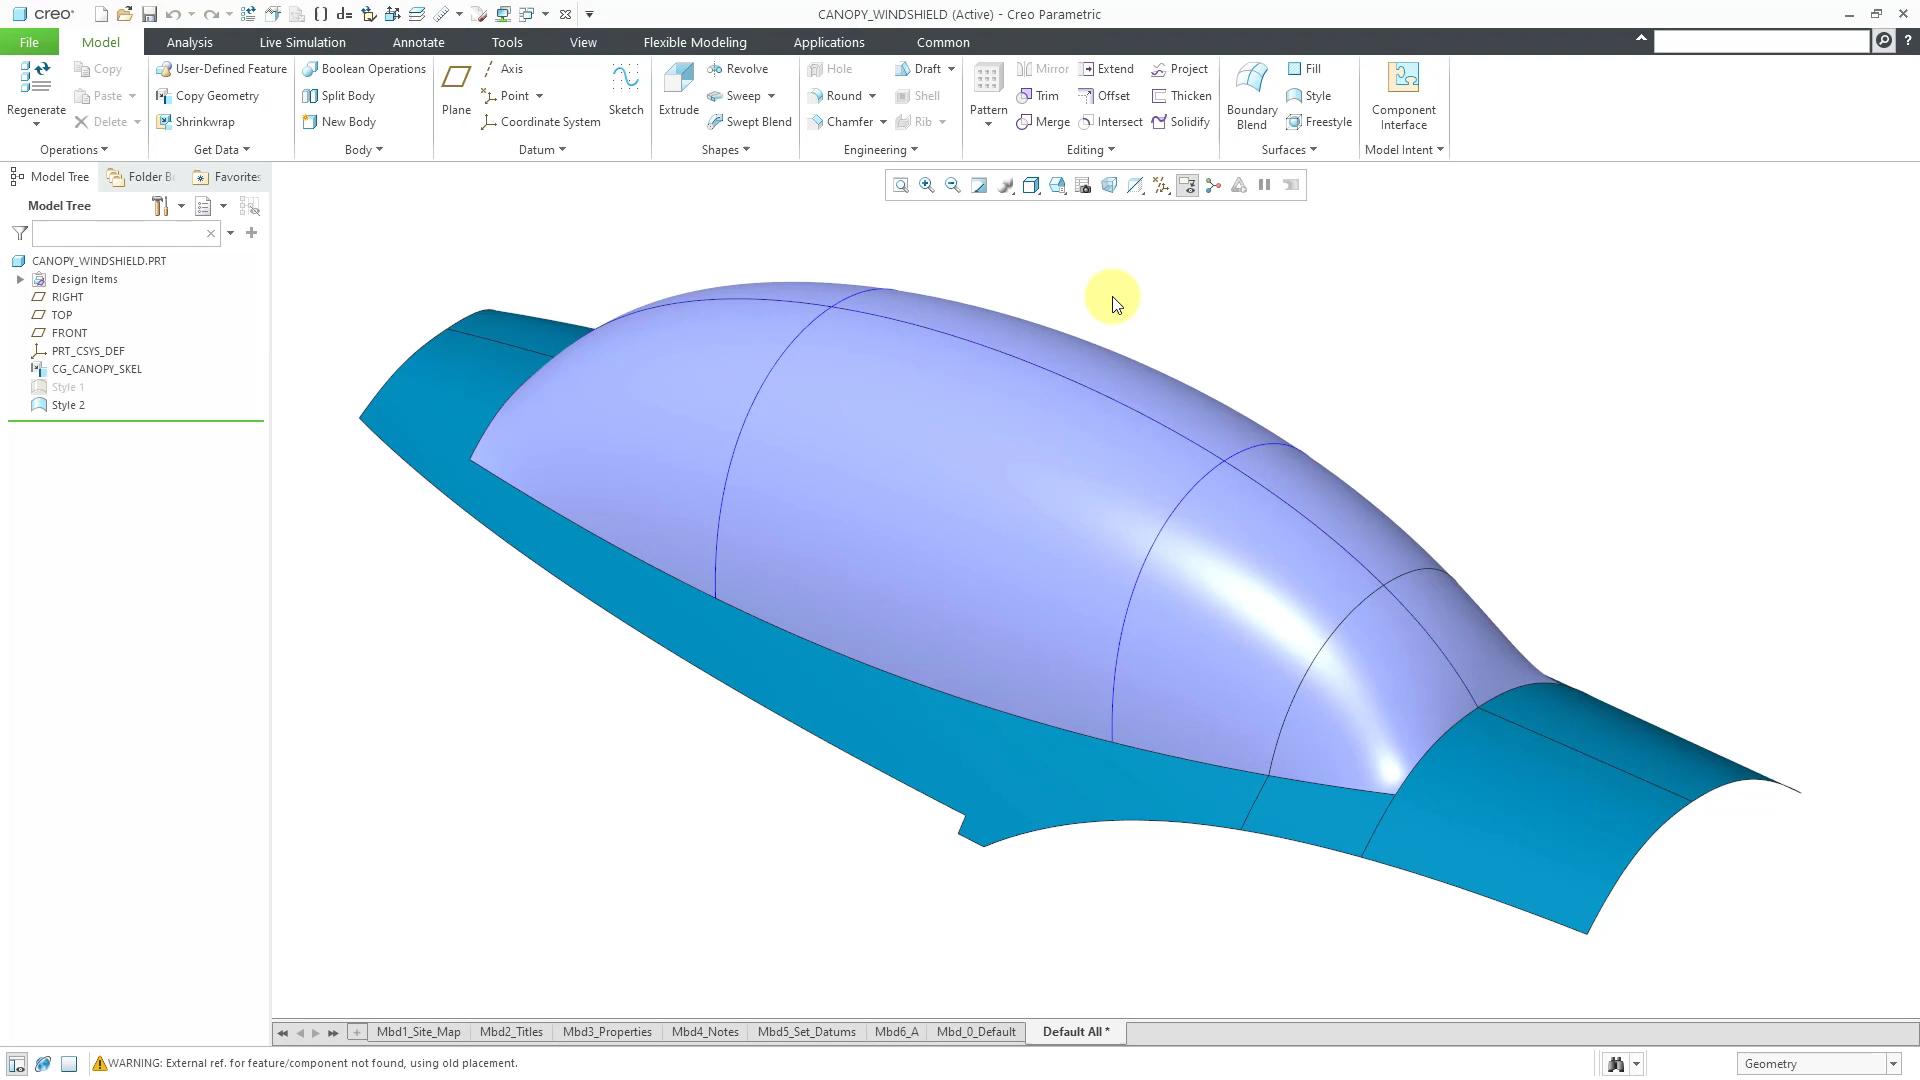 creo
CANOPY_WINDSHIELD (Active) - Creo Parametric
File Model Analysis Live Simulation Annotate Tools View Flexible Modeling Applications Common
Regenerate
Copy
Paste
Delete
Operations
User-Defined Feature
Copy Geometry
Shrinkwrap
Get Data
Boolean Operations
Split Body
New Body
Body
Plane
Axis
Point
Coordinate System
Sketch
Datum
Extrude
Revolve
Sweep
Swept Blend
Shapes
Hole
Round
Chamfer
Draft
Shell
Rib
Engineering
Pattern
Mirror
Trim
Merge
Extend
Offset
Intersect
Project
Thicken
Solidify
Editing
Boundary
Blend
Fill
Style
Freestyle
Surfaces
Component
Interface
Model Intent
Model Tree Folder B Favorites
Model Tree
CANOPY_WINDSHIELD.PRT
Design Items
RIGHT
TOP
FRONT
PRT_CSYS_DEF
CG_CANOPY_SKEL
Style 1
Style 2
Mbd1_Site_Map Mbd2_Titles Mbd3_Properties Mbd4_Notes Mbd5_Set_Datums Mbd6_A Mbd_0_Default Default All *
WARNING: External ref. for feature/component not found, using old placement.
Geometry